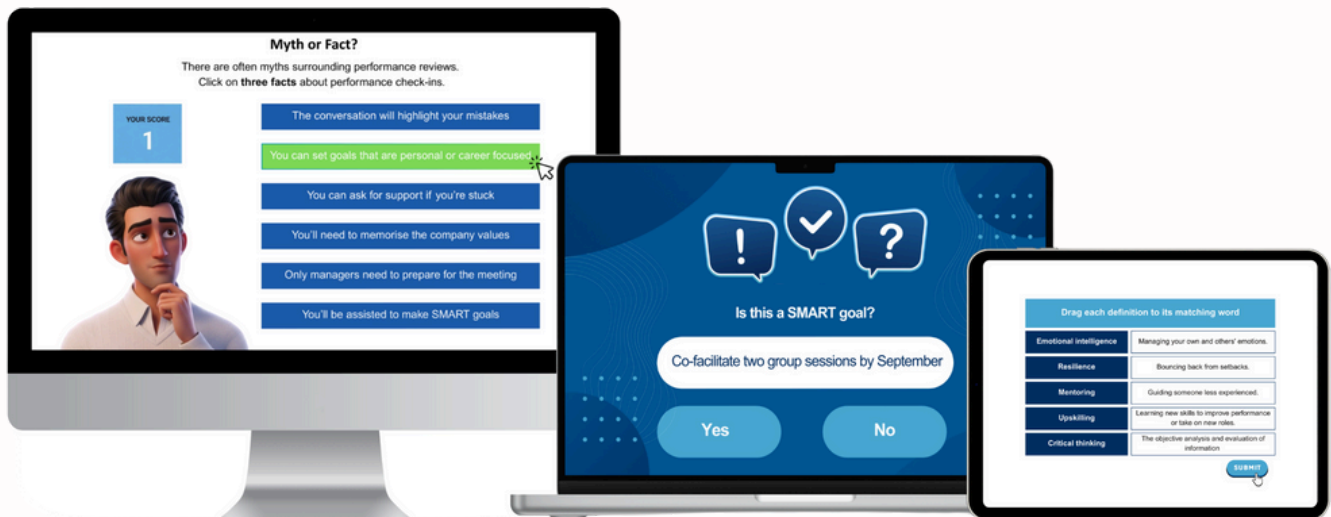 Myth or Fact?
There are often myths surrounding performance reviews.
Click on three facts about performance check-ins.
YOUR SCORE
1
The conversation will highlight your mistakes
You can set goals that are personal or career focused
You can ask for support if you're stuck
You'll need to memorise the company values
Only managers need to prepare for the meeting
You'll be assisted to make SMART goals
!
?
Is this a SMART goal?
Co-facilitate two group sessions by September
Yes
No
Drag each definition to its matching word
Emotional intelligence
Managing your own and others' emotions.
Resilience
Bouncing back from setbacks.
Mentoring
Guiding someone less experienced.
Upskilling
Learning new skills to improve performance
or take on new roles.
Critical thinking
The objective analysis and evaluation of
information
SUBMIT